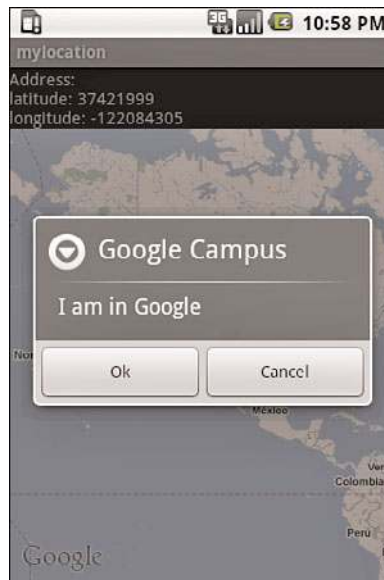 3G
10:58 PM
mylocation
Address:
latitude: 37421999
longitude: -122084305
Google Campus
I am in Google
Ok
Cancel
Mexico
Colombia
Peru
Google